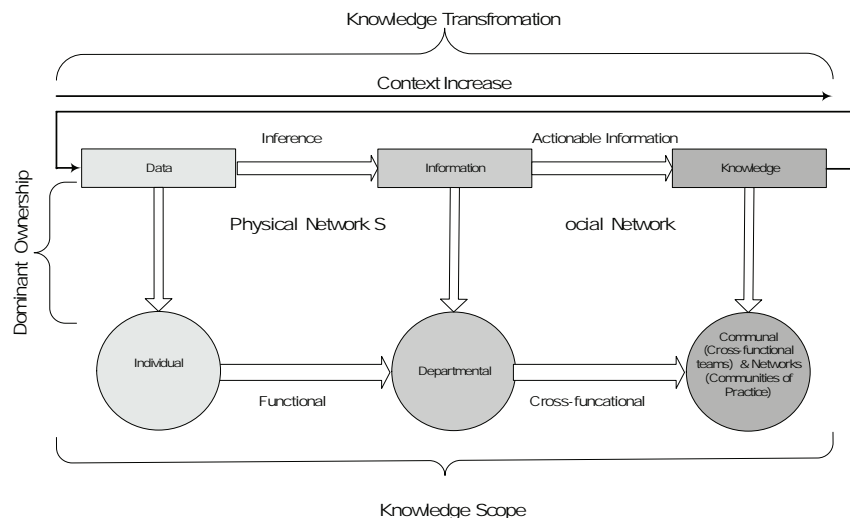 Knowledge Transfromation
Context Increase
Inference
Actionable Information
Data
Information
Knowledge
Dominant Ownership
Physical Network S
ocial Network
Individual
Departmental
Communal
(Cross-functional
teams) & Networks
(Communities of
Practice)
Functional
Cross-funcational
Knowledge Scope